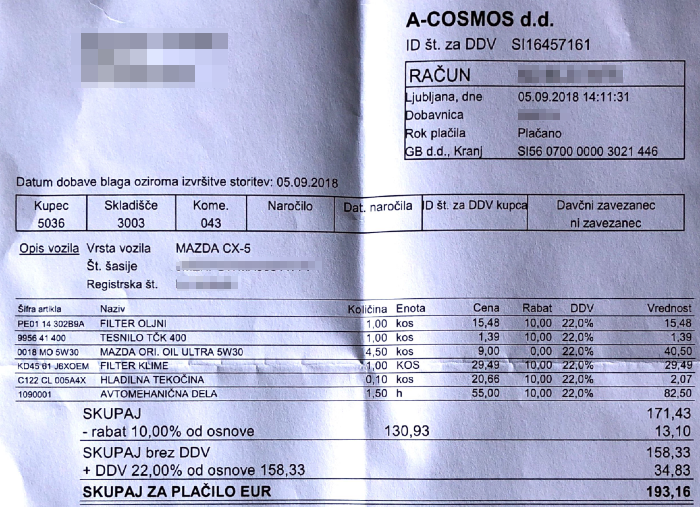 A-COSMOS d.d.
ID št. za DDV SI16457161
RAČUN
Ljubljana, dne 05.09.2018 14:11:31
Dobavnica
Rok plačila Plačano
GB d.d., Kranj SI56 0700 0000 3021 446
Datum dobave blaga oziroma izvršitve storitev: 05.09.2018
Kupec Skladišče Kome. Naročilo Dat. naročila ID št. za DDV kupca Davčni zavezanec
5036 3003 043 ni zavezanec
Opis vozila Vrsta vozila MAZDA CX-5
Št. šasije
Registrska št.
Šifra artikla Naziv Količina Enota Cena Rabat DDV Vrednost
PE01 14 302B9A FILTER OLJNI 1,00 kos 15,48 10,00 22,0% 15,48
9956 41 400 TESNILO TČK 400 1,00 kos 1,39 10,00 22,0% 1,39
0018 MO 5W30 MAZDA ORI. OIL ULTRA 5W30 4,50 kos 9,00 0,00 22,0% 40,50
KD45 61 J6XOEM FILTER KLIME 1,00 KOS 29,49 10,00 22,0% 29,49
C122 CL 005A4X HLADILNA TEKOČINA 0,10 kos 20,66 10,00 22,0% 2,07
1090001 AVTOMEHANIČNA DELA 1,50 h 55,00 10,00 22,0% 82,50
SKUPAJ 171,43
- rabat 10,00% od osnove 130,93 13,10
SKUPAJ brez DDV 158,33
+ DDV 22,00% od osnove 158,33 34,83
SKUPAJ ZA PLAČILO EUR 193,16